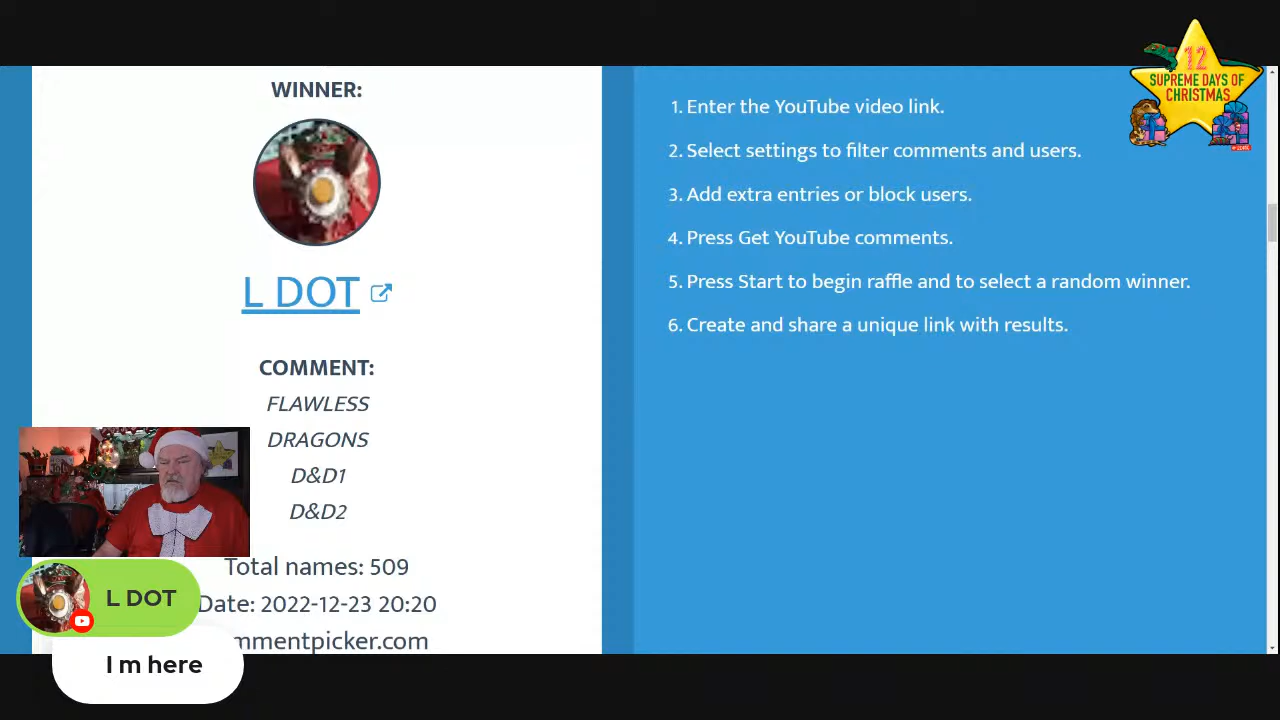 WINNER:
L DOT
COMMENT:
FLAWLESS
DRAGONS
D&D1
D&D2
Total names: 509
Date: 2022-12-23 20:20
mmentpicker.com
L DOT
I m here
1. Enter the YouTube video link.
2. Select settings to filter comments and users.
3. Add extra entries or block users.
4. Press Get YouTube comments.
5. Press Start to begin raffle and to select a random winner.
6. Create and share a unique link with results.
12
SUPREME DAYS OF
CHRISTMAS